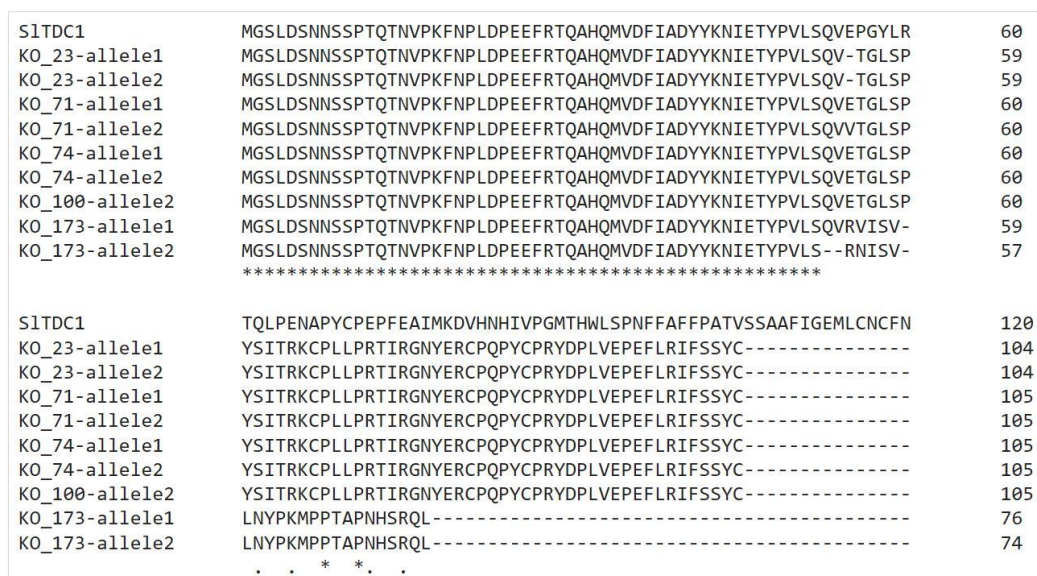 SlTDC1 MGSLDSNNSSPTQTNVPKFNPLDPEEFRTQAHQMVDFIADYYKNIETYPVLSQVEPGYLR 60
KO_23-allele1 MGSLDSNNSSPTQTNVPKFNPLDPEEFRTQAHQMVDFIADYYKNIETYPVLSQV-TGLSP 59
KO_23-allele2 MGSLDSNNSSPTQTNVPKFNPLDPEEFRTQAHQMVDFIADYYKNIETYPVLSQV-TGLSP 59
KO_71-allele1 MGSLDSNNSSPTQTNVPKFNPLDPEEFRTQAHQMVDFIADYYKNIETYPVLSQVETGLSP 60
KO_71-allele2 MGSLDSNNSSPTQTNVPKFNPLDPEEFRTQAHQMVDFIADYYKNIETYPVLSQVVTGLSP 60
KO_74-allele1 MGSLDSNNSSPTQTNVPKFNPLDPEEFRTQAHQMVDFIADYYKNIETYPVLSQVETGLSP 60
KO_74-allele2 MGSLDSNNSSPTQTNVPKFNPLDPEEFRTQAHQMVDFIADYYKNIETYPVLSQVETGLSP 60
KO_100-allele2 MGSLDSNNSSPTQTNVPKFNPLDPEEFRTQAHQMVDFIADYYKNIETYPVLSQVETGLSP 60
KO_173-allele1 MGSLDSNNSSPTQTNVPKFNPLDPEEFRTQAHQMVDFIADYYKNIETYPVLSQVRVISV- 59
KO_173-allele2 MGSLDSNNSSPTQTNVPKFNPLDPEEFRTQAHQMVDFIADYYKNIETYPVLS--RNISV- 57
****************************************************
SlTDC1 TQLPENAPYCPEPFEAIMKDVHNHIVPGMTHWLSPNFFAFFPATVSSAAFIGEMLCNCFN 120
KO_23-allele1 YSITRKCPLLPRTIRGNYERCPQPYCPRYDPLVEPEFLRIFSSYC--------------- 104
KO_23-allele2 YSITRKCPLLPRTIRGNYERCPQPYCPRYDPLVEPEFLRIFSSYC--------------- 104
KO_71-allele1 YSITRKCPLLPRTIRGNYERCPQPYCPRYDPLVEPEFLRIFSSYC--------------- 105
KO_71-allele2 YSITRKCPLLPRTIRGNYERCPQPYCPRYDPLVEPEFLRIFSSYC--------------- 105
KO_74-allele1 YSITRKCPLLPRTIRGNYERCPQPYCPRYDPLVEPEFLRIFSSYC--------------- 105
KO_74-allele2 YSITRKCPLLPRTIRGNYERCPQPYCPRYDPLVEPEFLRIFSSYC--------------- 105
KO_100-allele2 YSITRKCPLLPRTIRGNYERCPQPYCPRYDPLVEPEFLRIFSSYC--------------- 105
KO_173-allele1 LNYPKMPPTAPNHSRQL------------------------------------------- 76
KO_173-allele2 LNYPKMPPTAPNHSRQL------------------------------------------- 74
. . * *. .